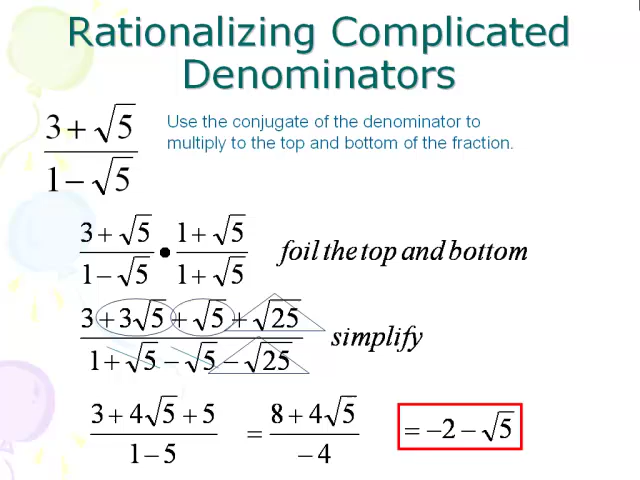 Rationalizing Complicated
Denominators
3 + √5
1 − √5
Use the conjugate of the denominator to
multiply to the top and bottom of the fraction.
3 + √5 1 + √5
• foil the top and bottom
1 − √5 1 + √5
3 + 3√5 + √5 + √25
simplify
1 + √5 − √5 − √25
3 + 4√5 + 5 8 + 4√5
= = −2 − √5
1 − 5 − 4